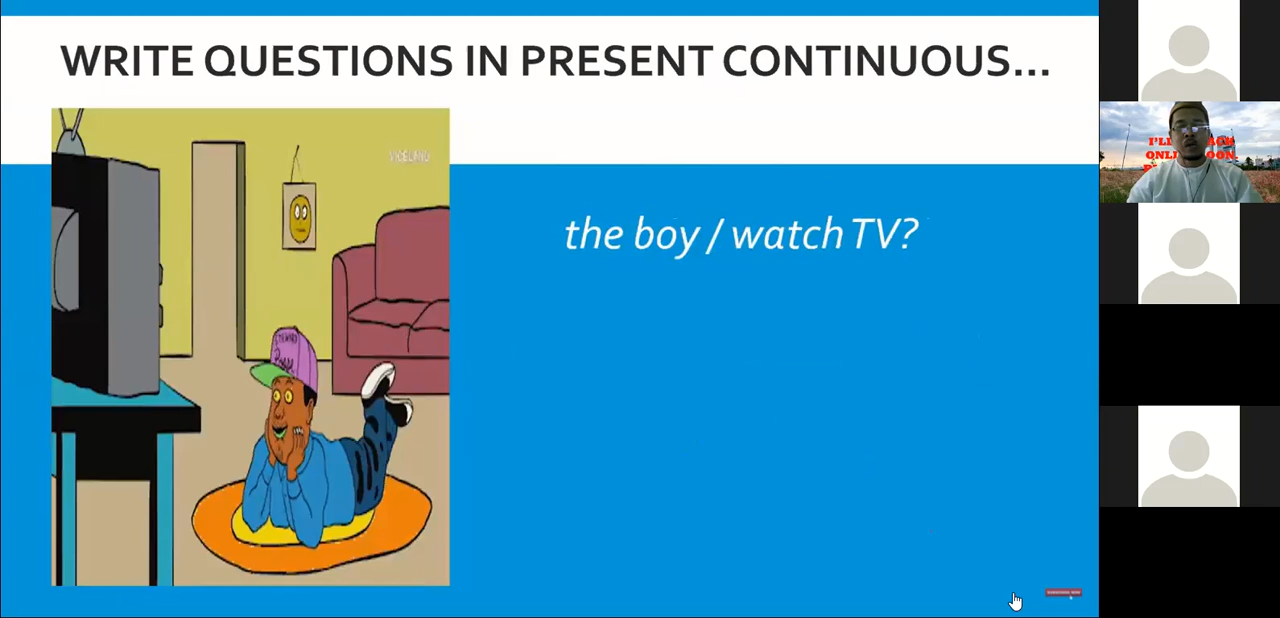 WRITE QUESTIONS IN PRESENT CONTINUOUS...
the boy / watch TV?